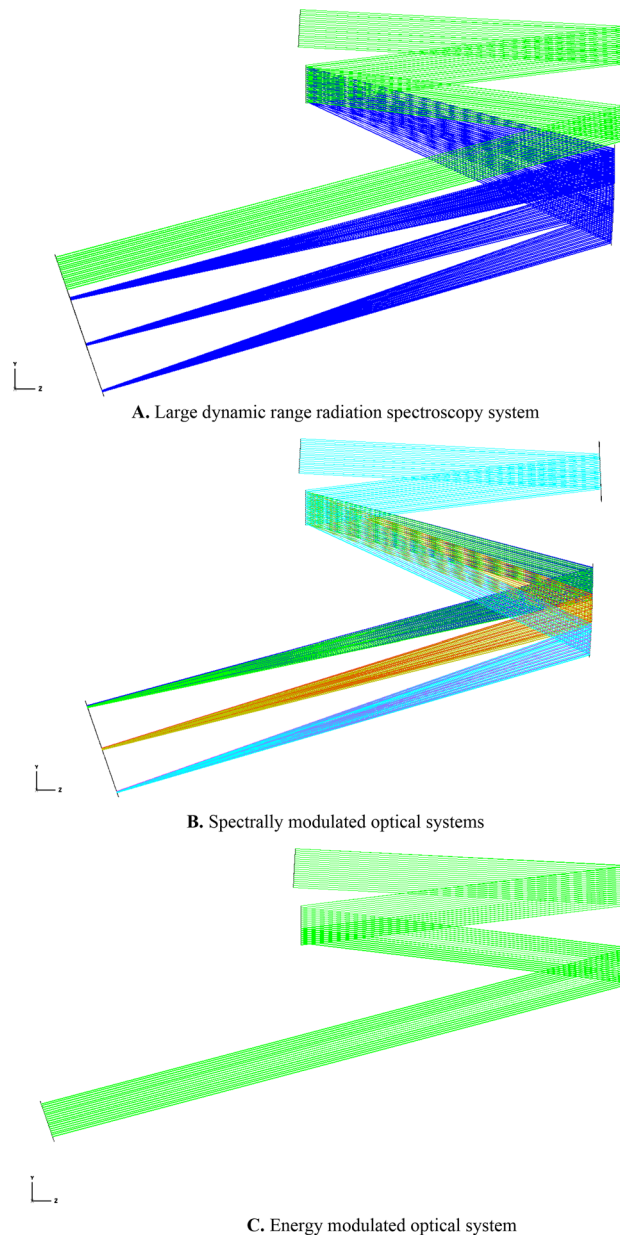 Y
Z
A. Large dynamic range radiation spectroscopy system
Y
Z
B. Spectrally modulated optical systems
Y
Z
C. Energy modulated optical system